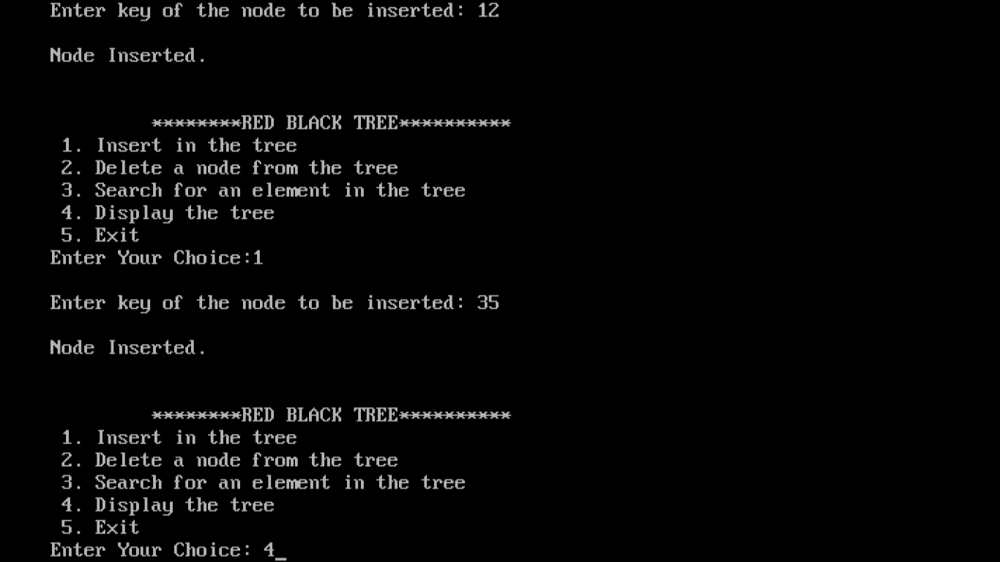 Enter key of the node to be inserted: 12
Node Inserted.
********RED BLACK TREE**********
1. Insert in the tree
2. Delete a node from the tree
3. Search for an element in the tree
4. Display the tree
5. Exit
Enter Your Choice:1
Enter key of the node to be inserted: 35
Node Inserted.
********RED BLACK TREE**********
1. Insert in the tree
2. Delete a node from the tree
3. Search for an element in the tree
4. Display the tree
5. Exit
Enter Your Choice: 4_